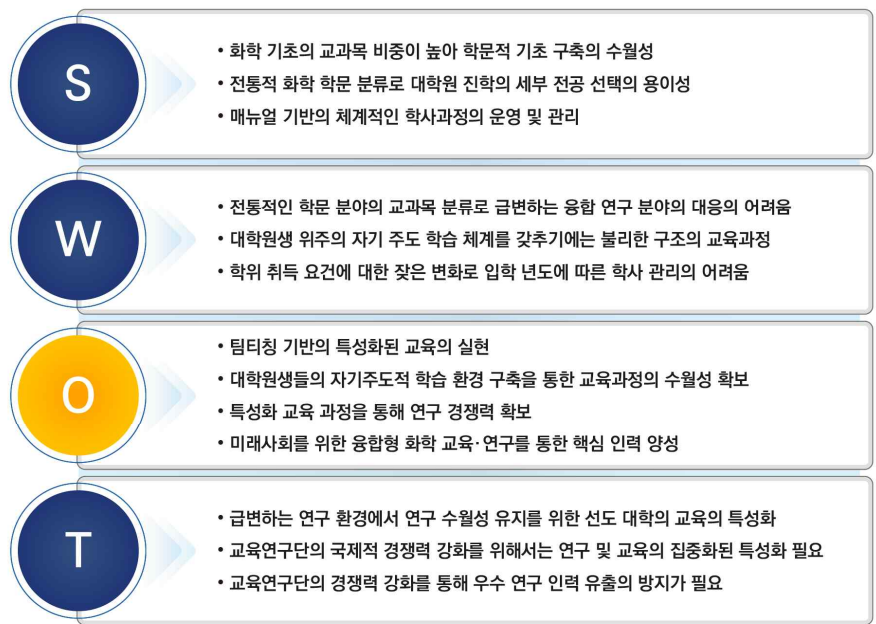 S
• 화학 기초의 교과목 비중이 높아 학문적 기초 구축의 수월성
• 전통적 화학 학문 분류로 대학원 진학의 세부 전공 선택의 용이성
• 매뉴얼 기반의 체계적인 학사과정의 운영 및 관리
W
• 전통적인 학문 분야의 교과목 분류로 급변하는 융합 연구 분야의 대응의 어려움
• 대학원생 위주의 자기 주도 학습 체계를 갖추기에는 불리한 구조의 교육과정
• 학위 취득 요건에 대한 잦은 변화로 입학 년도에 따른 학사 관리의 어려움
O
• 팀티칭 기반의 특성화된 교육의 실현
• 대학원생들의 자기주도적 학습 환경 구축을 통한 교육과정의 수월성 확보
• 특성화 교육 과정을 통해 연구 경쟁력 확보
• 미래사회를 위한 융합형 화학 교육·연구를 통한 핵심 인력 양성
T
• 급변하는 연구 환경에서 연구 수월성 유지를 위한 선도 대학의 교육의 특성화
• 교육연구단의 국제적 경쟁력 강화를 위해서는 연구 및 교육의 집중화된 특성화 필요
• 교육연구단의 경쟁력 강화를 통해 우수 연구 인력 유출의 방지가 필요